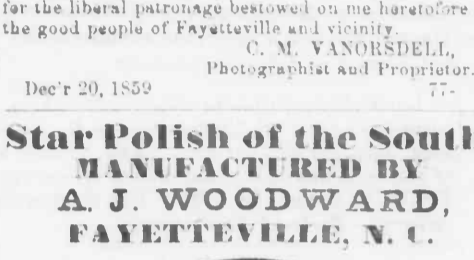 for the liberal patronage bestowed on me heretofore
the good people of Fayetteville and vicinity.
C. M. VANORSDELL,
Photographist and Proprietor.
Dec'r 20, 1859 77-
Star Polish of the South
MANUFACTURED BY
A. J. WOODWARD,
FAYETTEVILLE, N. C.